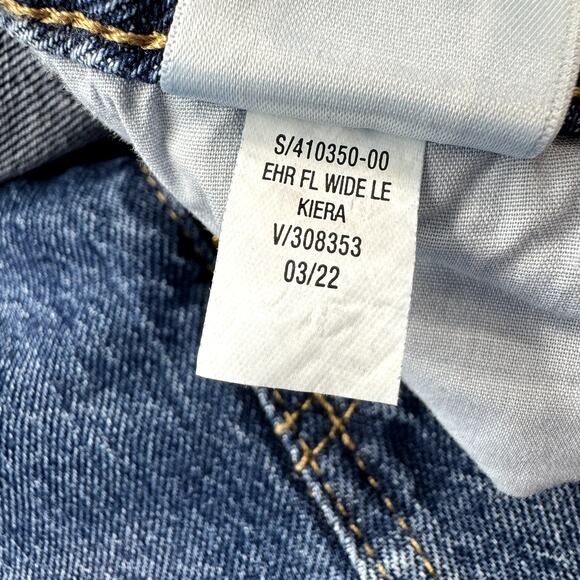 S/410350-00
EHR FL WIDE LE
KIERA
V/308353
03/22